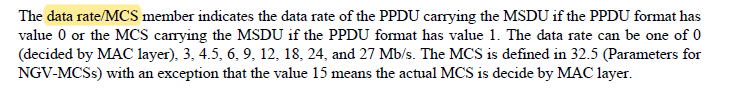 The data rate/MCS member indicates the data rate of the PPDU carrying the MSDU if the PPDU format has
value 0 or the MCS carrying the MSDU if the PPDU format has value 1. The data rate can be one of 0
(decided by MAC layer), 3, 4.5, 6, 9, 12, 18, 24, and 27 Mb/s. The MCS is defined in 32.5 (Parameters for
NGV-MCSs) with an exception that the value 15 means the actual MCS is decide by MAC layer.